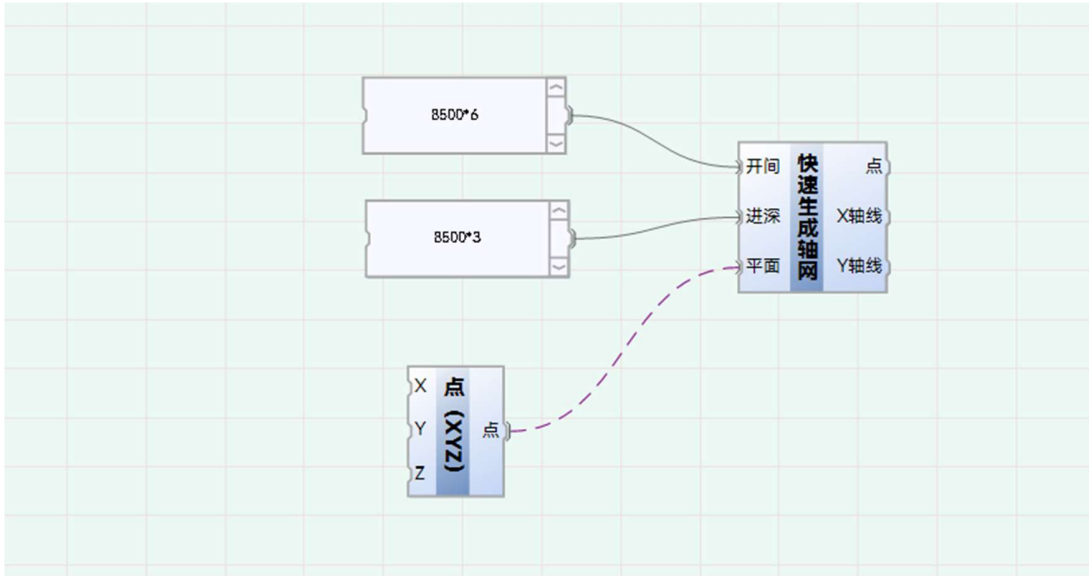 8500*6
8500*3
开间
进深
平面
快速生成轴网
点
X轴线
Y轴线
X
Y
Z
点 (XYZ)
点